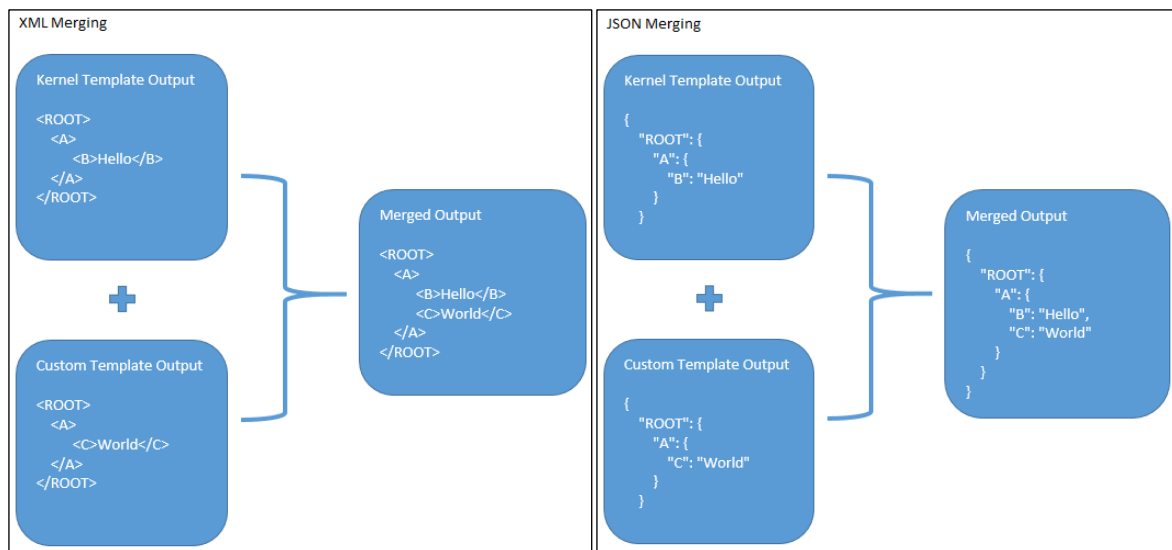 XML Merging
Kernel Template Output
<ROOT>
<A>
<B>Hello</B>
</A>
</ROOT>
Custom Template Output
<ROOT>
<A>
<C>World</C>
</A>
</ROOT>
Merged Output
<ROOT>
<A>
<B>Hello</B>
<C>World</C>
</A>
</ROOT>
JSON Merging
Kernel Template Output
{
"ROOT": {
"A": {
"B": "Hello"
}
}
Custom Template Output
{
"ROOT": {
"A": {
"C": "World"
}
}
Merged Output
{
"ROOT": {
"A": {
"B": "Hello",
"C": "World"
}
}
}